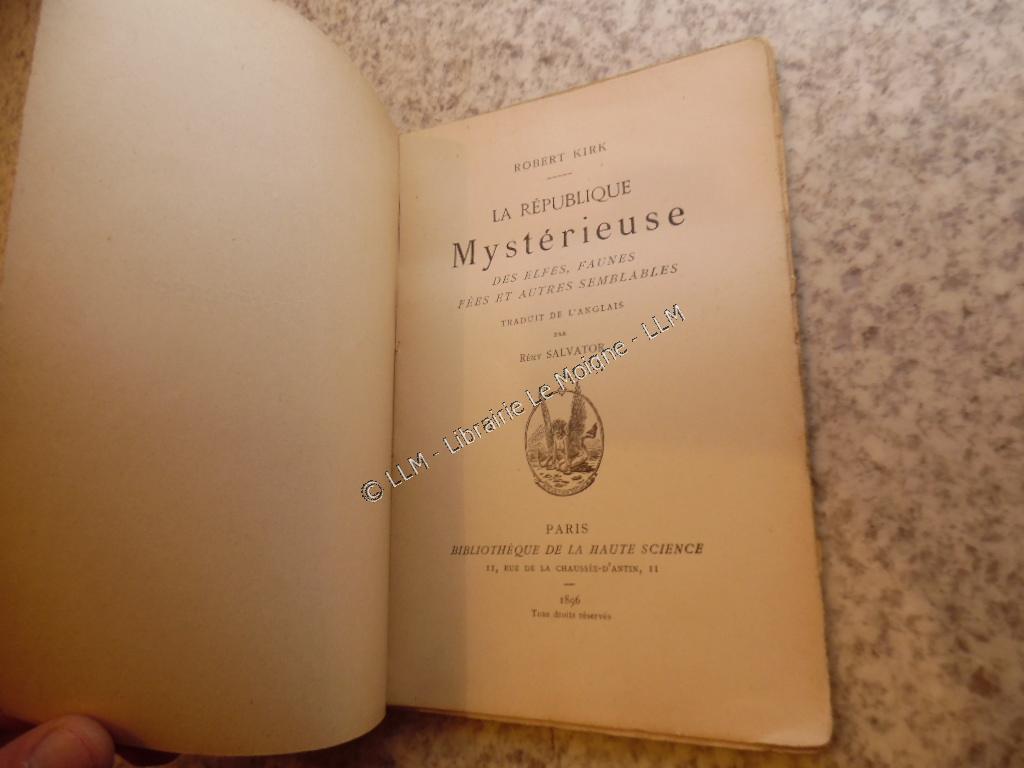 ROBERT KIRK
LA RÉPUBLIQUE
Mystérieuse
DES ELFES, FAUNES
FÉES ET AUTRES SEMBLABLES
TRADUIT DE L'ANGLAIS
PAR
RÉMY SALVATOR
© LLM - Librairie Le Moigne - LLM
PARIS
BIBLIOTHÈQUE DE LA HAUTE SCIENCE
11, RUE DE LA CHAUSSÉE-D'ANTIN, 11
1896
Tous droits réservés